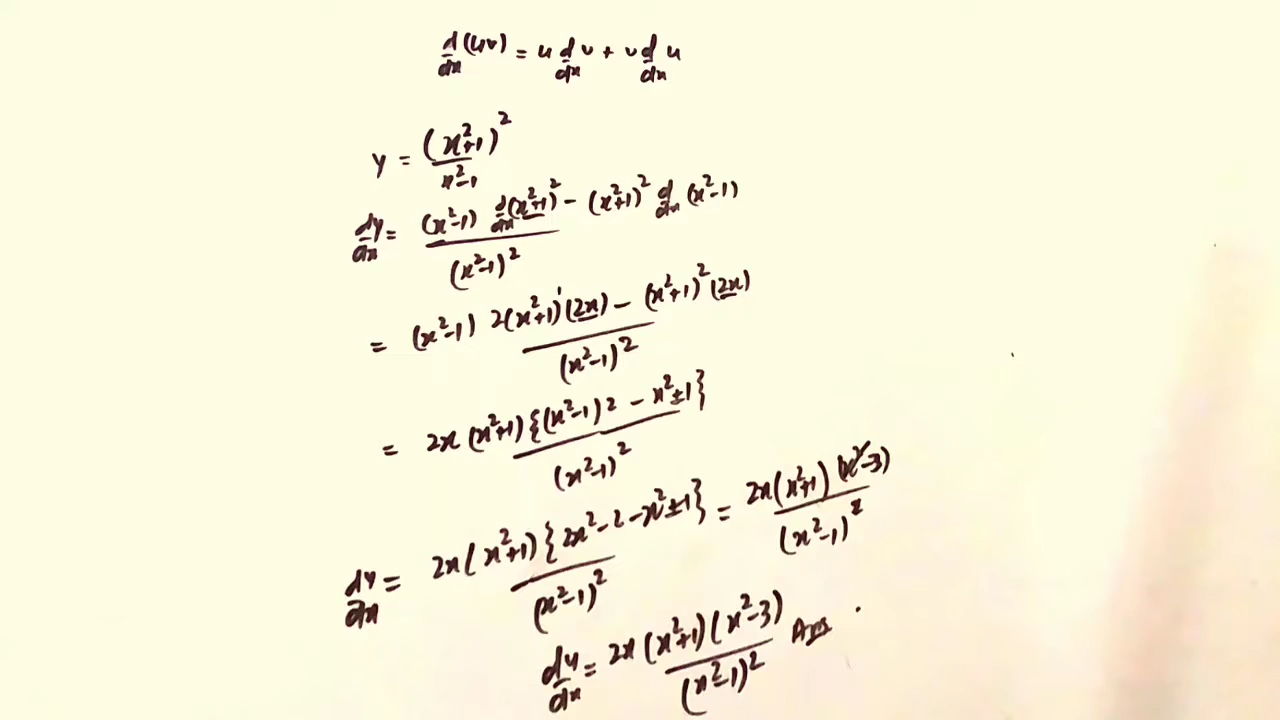 d/dx (uv) = u d/dx v + v d/dx u
y = (x²+1)² / x²-1
dy/dx = (x²-1) d/dx (x²+1)² - (x²+1)² d/dx (x²-1) / (x²-1)²
= (x²-1) 2(x²+1)¹(2x) - (x²+1)² (2x) / (x²-1)²
= 2x (x²+1) {(x²-1) 2 - x² ± 1} / (x²-1)²
dy/dx = 2x (x²+1) {2x²-2-x² ± 1} / (x²-1)² = 2x (x²+1) (x²-3) / (x²-1)²
dy/dx = 2x (x²+1) (x²-3) / (x²-1)² Ans